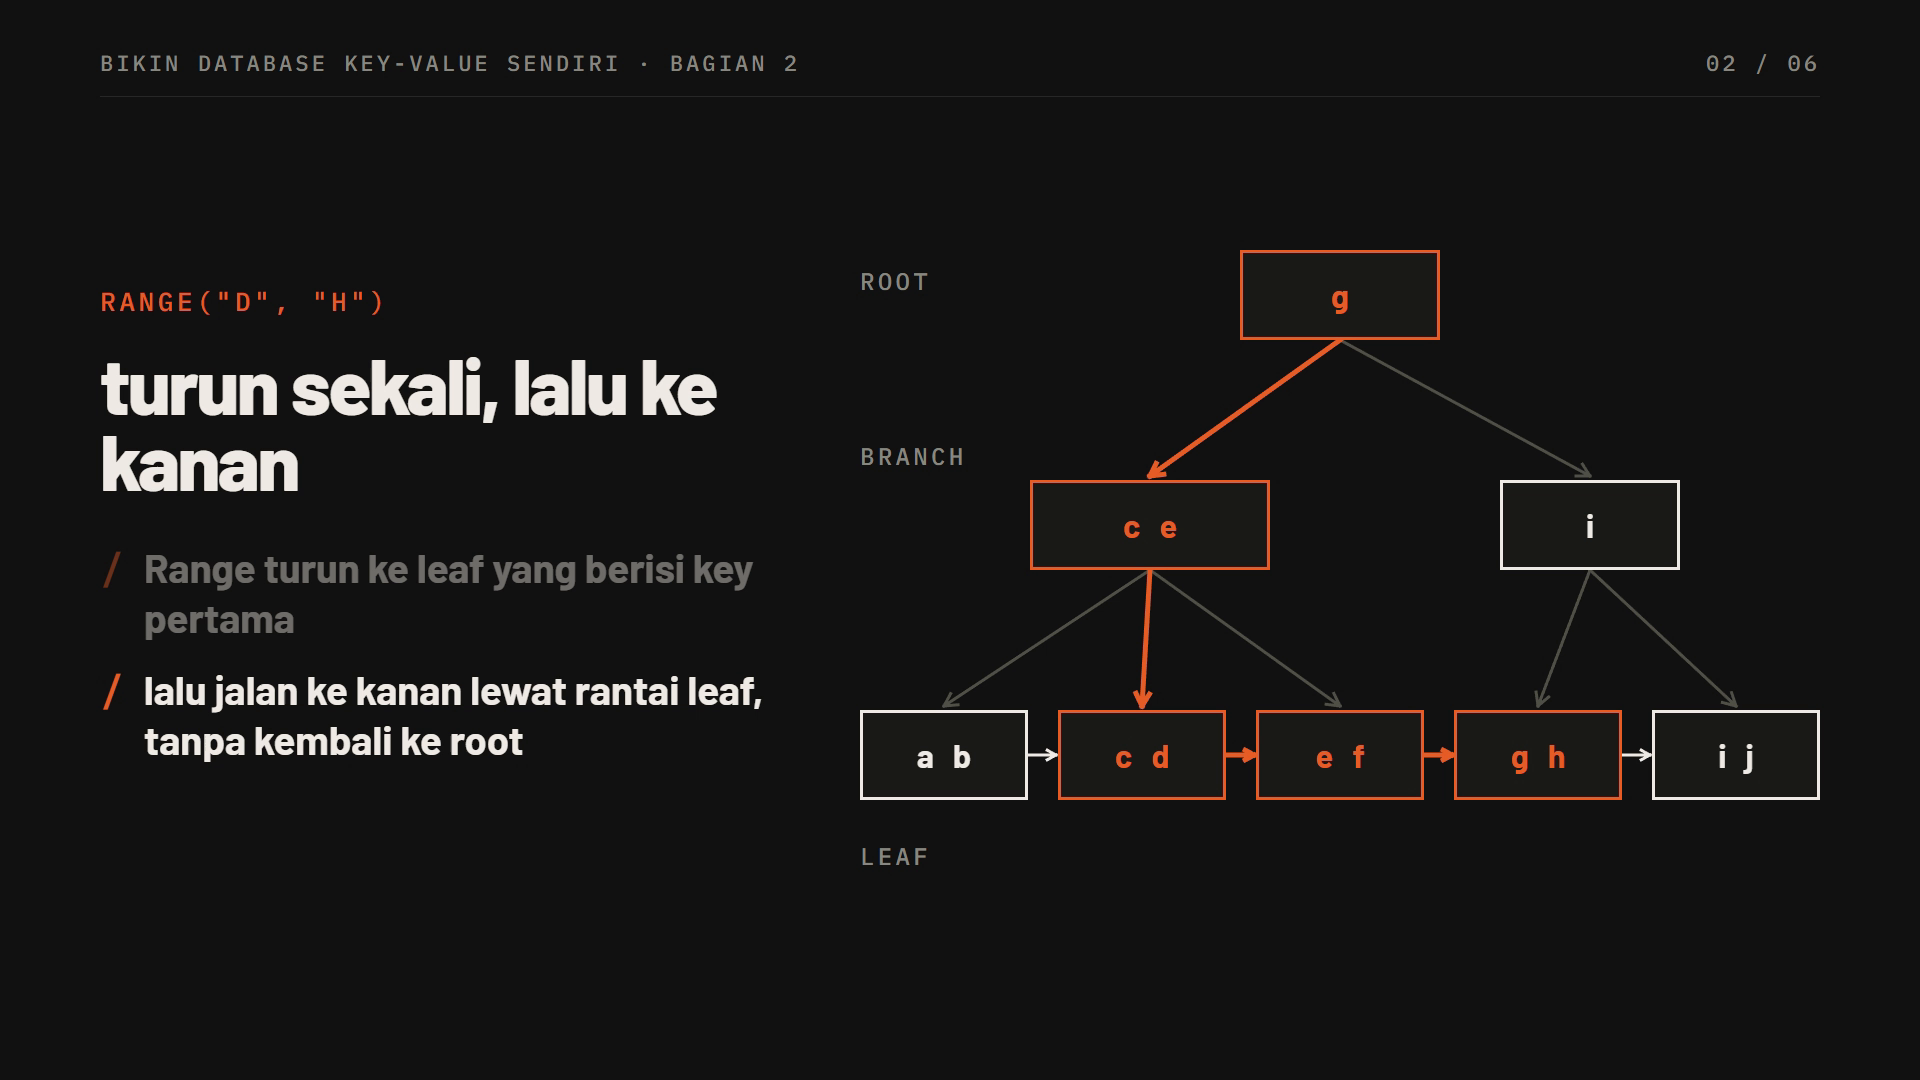 BIKIN DATABASE KEY-VALUE SENDIRI · BAGIAN 2
02 / 06
RANGE("D", "H")
turun sekali, lalu ke
kanan
/ Range turun ke leaf yang berisi key
pertama
/ lalu jalan ke kanan lewat rantai leaf,
tanpa kembali ke root
ROOT
g
BRANCH
c e
i
a b
c d
e f
g h
i j
LEAF